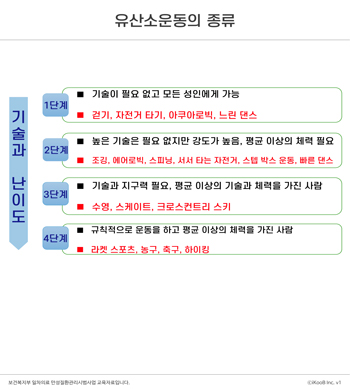 유산소운동의 종류
기술과 난이도
1단계
■ 기술이 필요 없고 모든 성인에게 가능
■ 걷기, 자전거 타기, 아쿠아로빅, 느린 댄스
2단계
■ 높은 기술은 필요 없지만 강도가 높음, 평균 이상의 체력 필요
■ 조깅, 에어로빅, 스피닝, 서서 타는 자전거, 스텝 박스 운동, 빠른 댄스
3단계
■ 기술과 지구력 필요, 평균 이상의 기술과 체력을 가진 사람
■ 수영, 스케이트, 크로스컨트리 스키
4단계
■ 규칙적으로 운동을 하고 평균 이상의 체력을 가진 사람
■ 라켓 스포츠, 농구, 축구, 하이킹
보건복지부 일차의료 만성질환관리시범사업 교육자료입니다.
ⓒiKooB Inc. v1